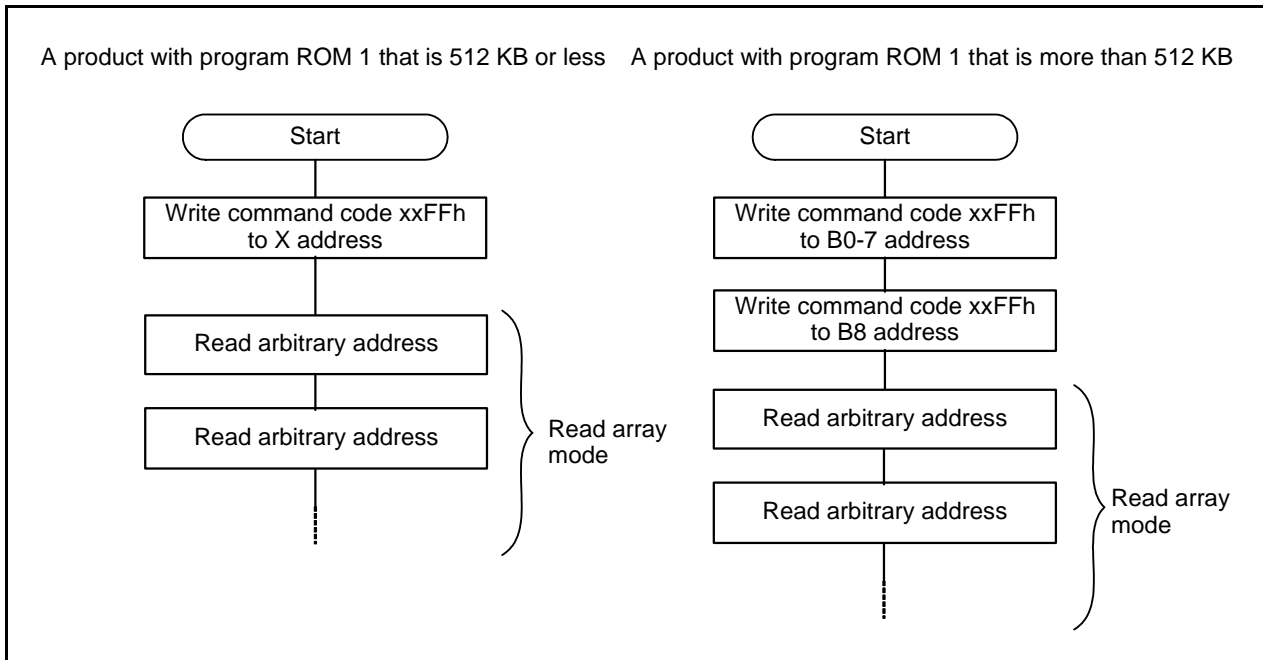 A product with program ROM 1 that is 512 KB or less
Start
Write command code xxFFh
to X address
Read arbitrary address
Read arbitrary address
Read array
mode
A product with program ROM 1 that is more than 512 KB
Start
Write command code xxFFh
to B0-7 address
Write command code xxFFh
to B8 address
Read arbitrary address
Read arbitrary address
Read array
mode